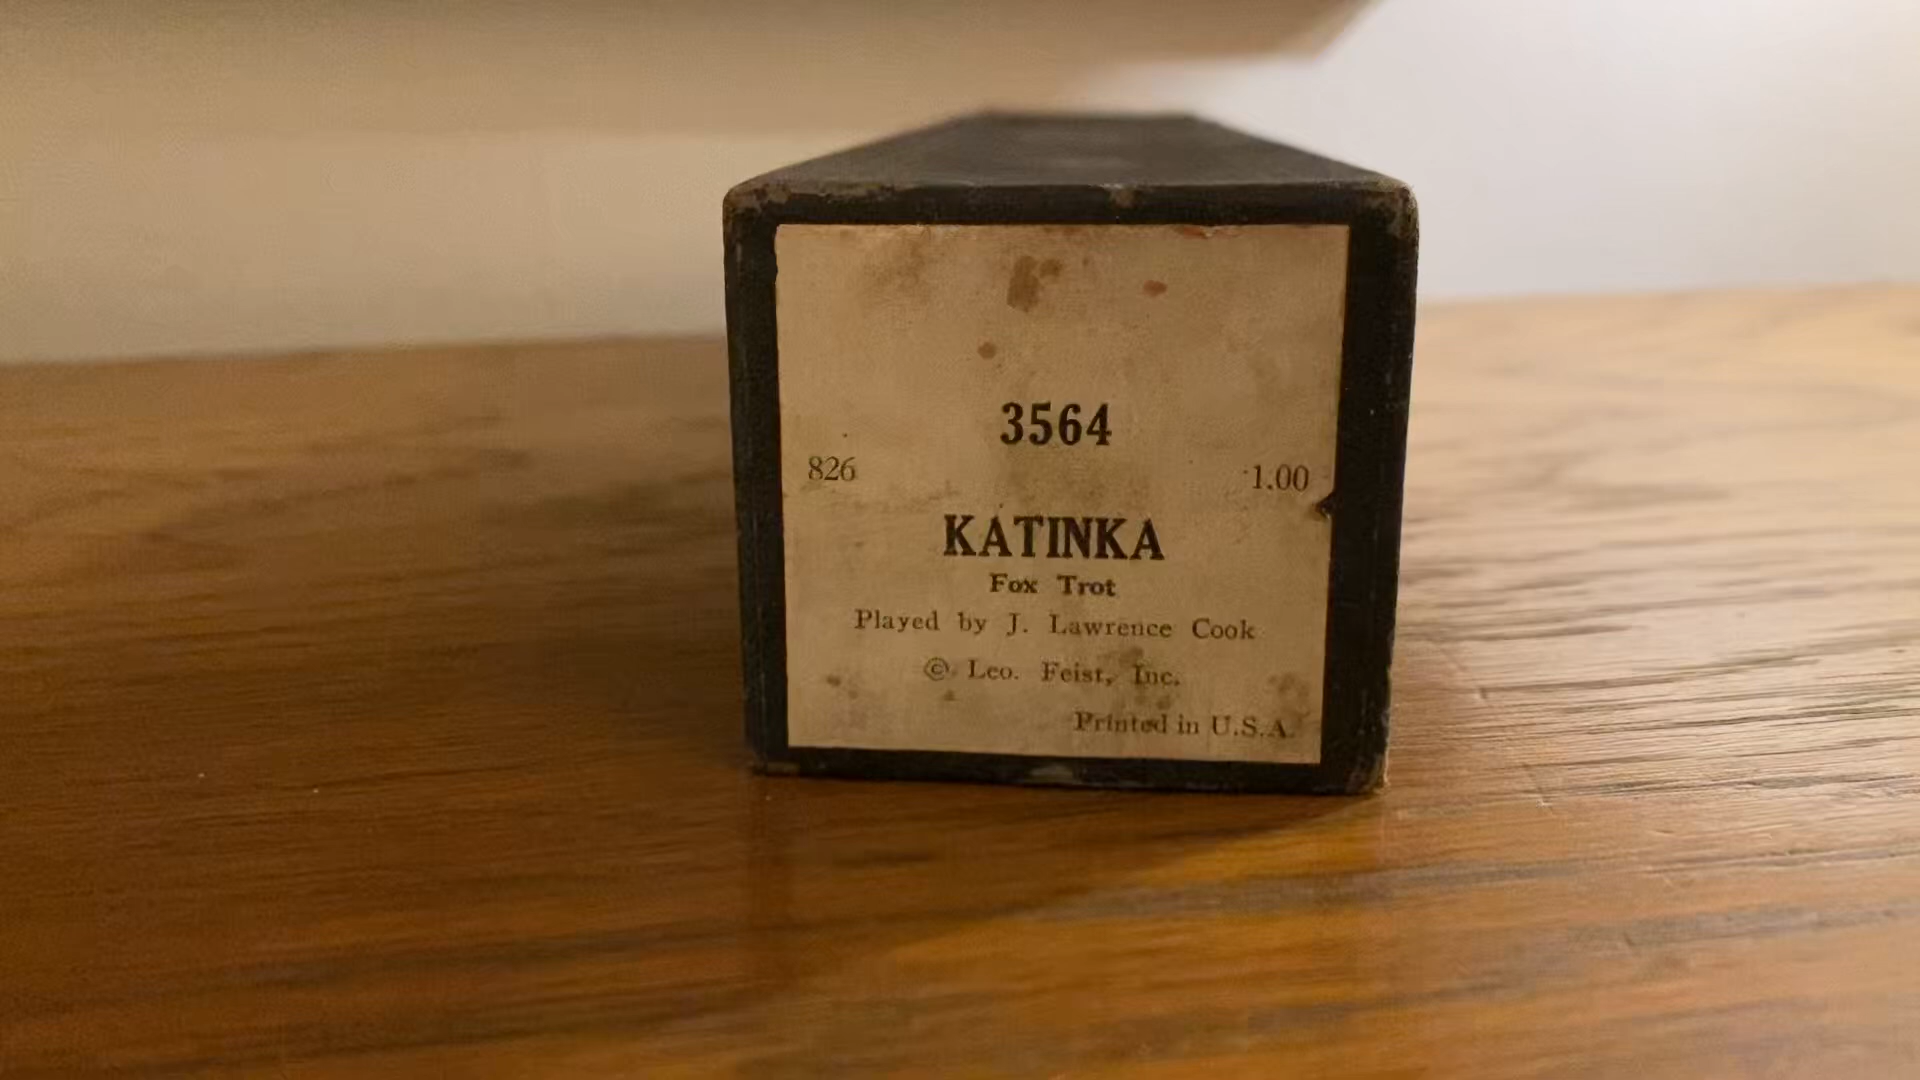 3564
826 1.00
KATINKA
Fox Trot
Played by J. Lawrence Cook
© Leo. Feist, Inc.
Printed in U.S.A.